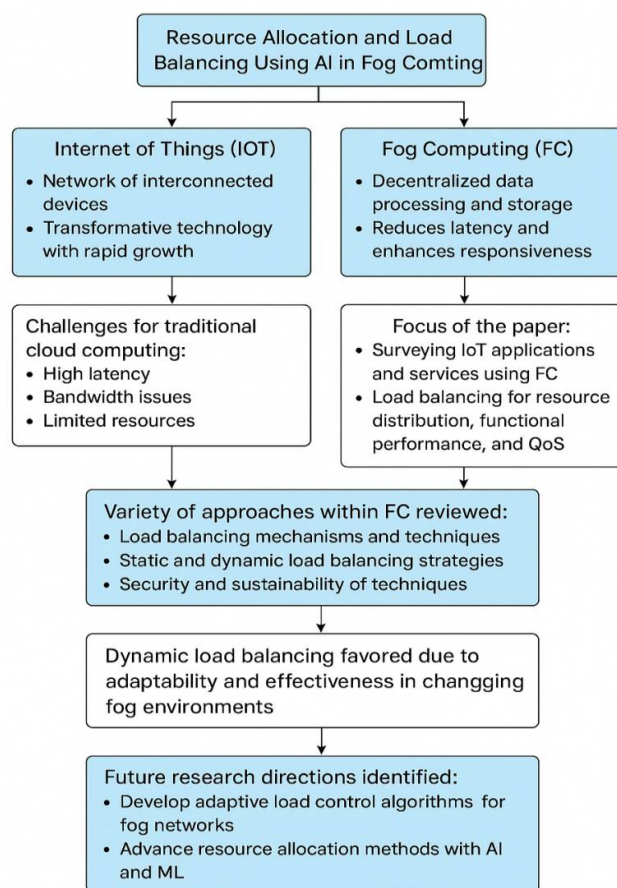 Resource Allocation and Load
Balancing Using AI in Fog Comting
Internet of Things (IOT)
• Network of interconnected
devices
• Transformative technology
with rapid growth
Fog Computing (FC)
• Decentralized data
processing and storage
• Reduces latency and
enhances responsiveness
Challenges for traditional
cloud computing:
• High latency
• Bandwidth issues
• Limited resources
Focus of the paper:
• Surveying IoT applications
and services using FC
• Load balancing for resource
distribution, functional
performance, and QoS
Variety of approaches within FC reviewed:
• Load balancing mechanisms and techniques
• Static and dynamic load balancing strategies
• Security and sustainability of techniques
Dynamic load balancing favored due to
adaptability and effectiveness in changging
fog environments
Future research directions identified:
• Develop adaptive load control algorithms for
fog networks
• Advance resource allocation methods with AI
and ML